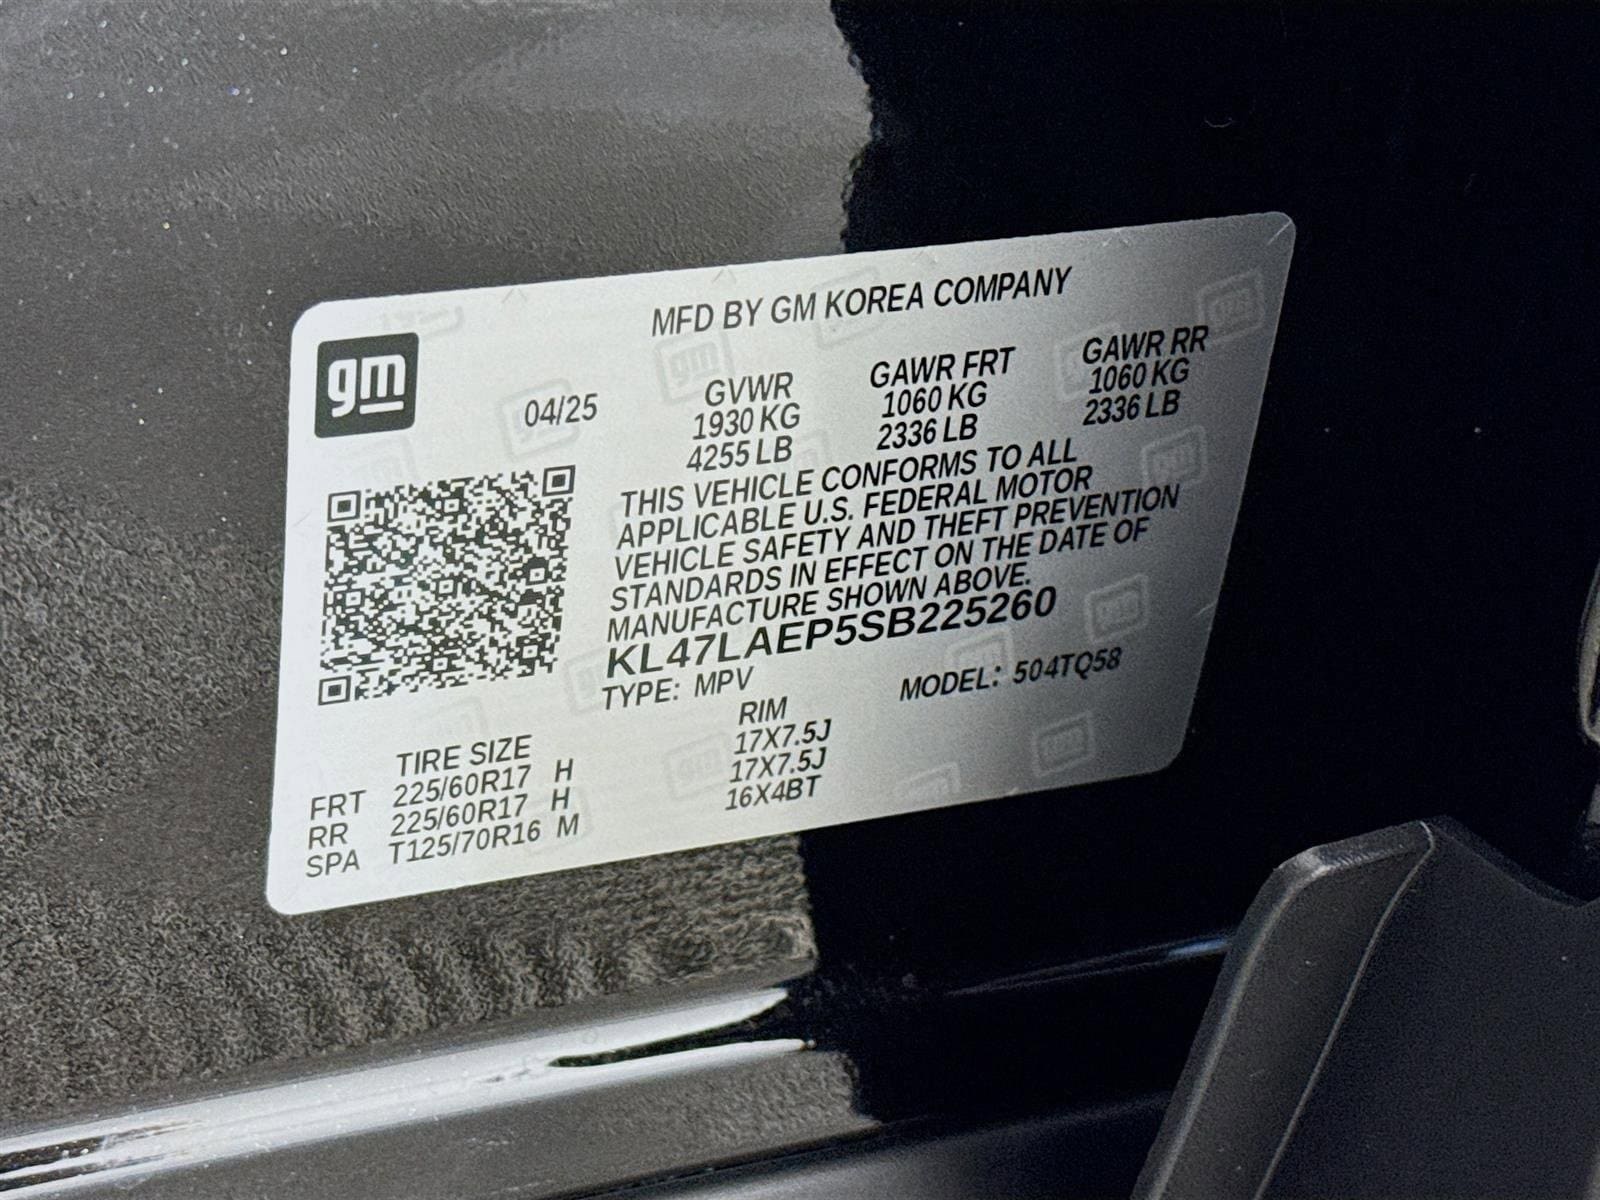 MFD BY GM KOREA COMPANY
gm
04/25
GVWR GAWR FRT GAWR RR
1930 KG 1060 KG 1060 KG
4255 LB 2336 LB 2336 LB
THIS VEHICLE CONFORMS TO ALL
APPLICABLE U.S. FEDERAL MOTOR
VEHICLE SAFETY AND THEFT PREVENTION
STANDARDS IN EFFECT ON THE DATE OF
MANUFACTURE SHOWN ABOVE.
KL47LAEP5SB225260
TYPE: MPV MODEL: 504TQ58
TIRE SIZE RIM
FRT 225/60R17 H 17X7.5J
RR 225/60R17 H 17X7.5J
SPA T125/70R16 M 16X4BT